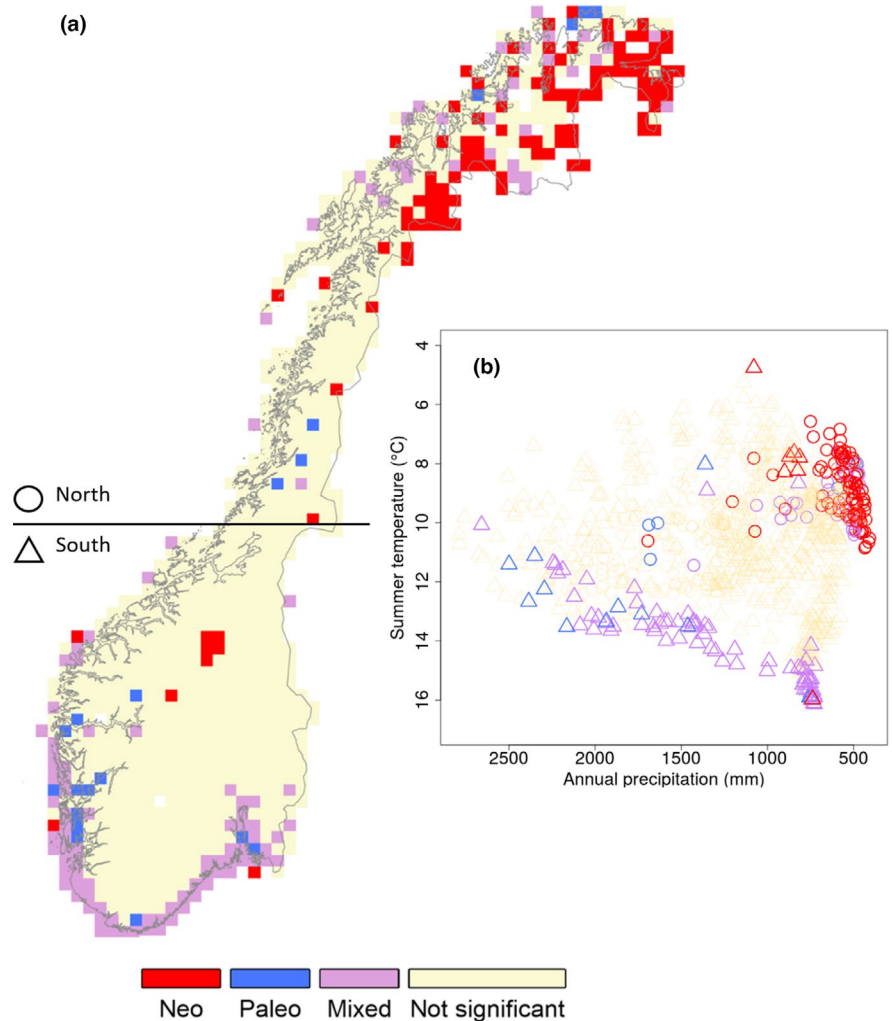 (a)
North
South
(b)
4
6
8
10
12
14
16
Summer temperature (°C)
2500 2000 1500 1000 500
Annual precipitation (mm)
Neo Paleo Mixed Not significant